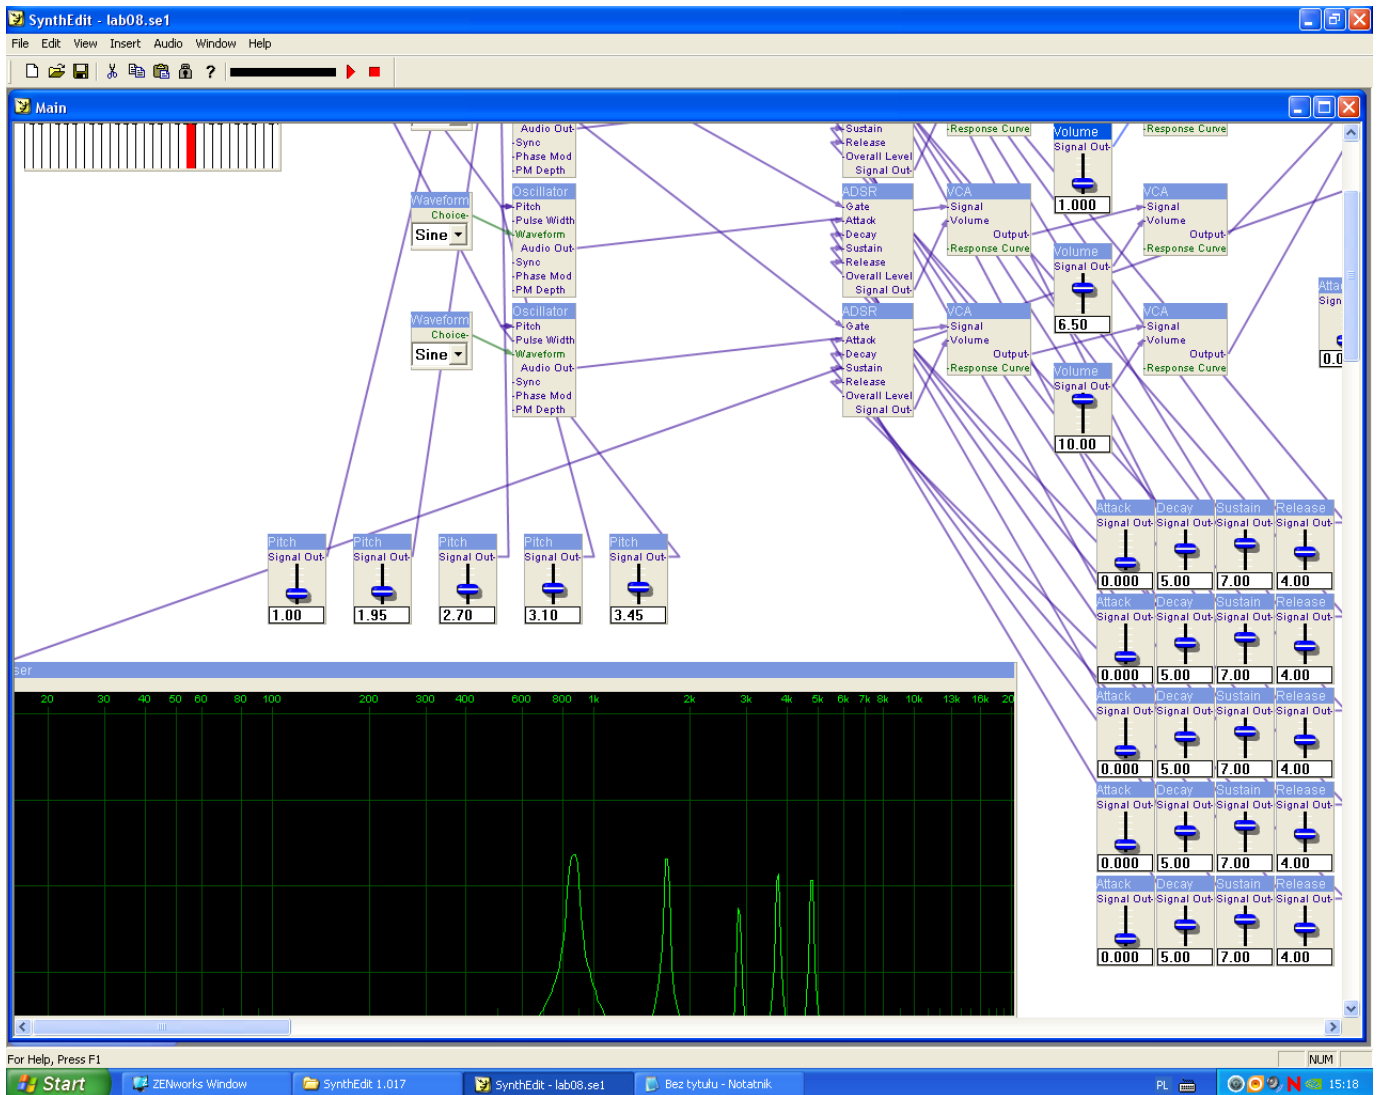 SynthEdit - lab08.se1
File Edit View Insert Audio Window Help
Main
Audio Out
Sync
Phase Mod
PM Depth
Sustain
Release
Overall Level
Signal Out
Response Curve
Volume
Signal Out
1.000
Response Curve
Waveform
Choice
Sine
Oscillator
Pitch
Pulse Width
Waveform
Audio Out
Sync
Phase Mod
PM Depth
ADSR
Gate
Attack
Decay
Sustain
Release
Overall Level
Signal Out
VCA
Signal
Volume
Output
Response Curve
Volume
Signal Out
6.50
VCA
Signal
Volume
Output
Response Curve
Waveform
Choice
Sine
Oscillator
Pitch
Pulse Width
Waveform
Audio Out
Sync
Phase Mod
PM Depth
ADSR
Gate
Attack
Decay
Sustain
Release
Overall Level
Signal Out
VCA
Signal
Volume
Output
Response Curve
Volume
Signal Out
10.00
VCA
Signal
Volume
Output
Response Curve
Pitch Pitch Pitch Pitch Pitch
Signal Out Signal Out Signal Out Signal Out Signal Out
1.00 1.95 2.70 3.10 3.45
Attack Decay Sustain Release
Signal Out Signal Out Signal Out Signal Out
0.000 5.00 7.00 4.00
Attack Decay Sustain Release
Signal Out Signal Out Signal Out Signal Out
0.000 5.00 7.00 4.00
Attack Decay Sustain Release
Signal Out Signal Out Signal Out Signal Out
0.000 5.00 7.00 4.00
Attack Decay Sustain Release
Signal Out Signal Out Signal Out Signal Out
0.000 5.00 7.00 4.00
Attack Decay Sustain Release
Signal Out Signal Out Signal Out Signal Out
0.000 5.00 7.00 4.00
ser
20 30 40 50 60 80 100 200 300 400 600 800 1k 2k 3k 4k 5k 6k 7k 8k 10k 13k 16k 20
For Help, Press F1
NUM
Start ZENworks Window SynthEdit 1.017 SynthEdit - lab08.se1 Bez tytułu - Notatnik PL 15:18